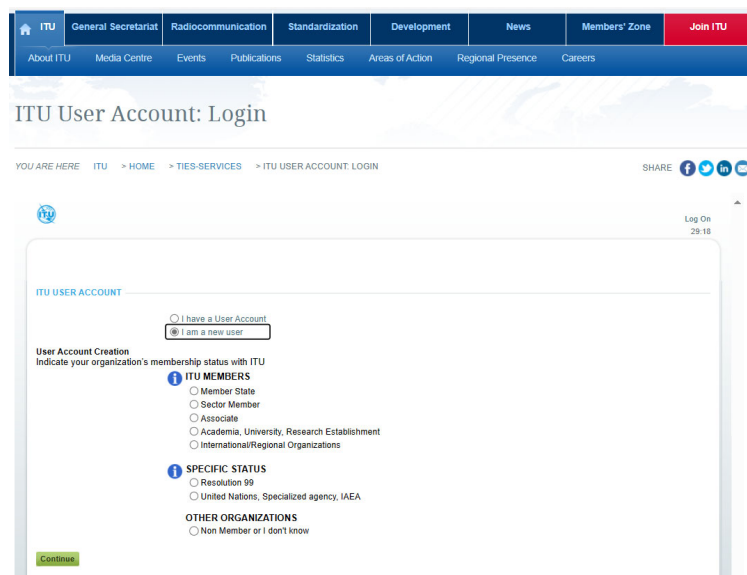 ITU General Secretariat Radiocommunication Standardization Development News Members' Zone Join ITU
About ITU Media Centre Events Publications Statistics Areas of Action Regional Presence Careers
ITU User Account: Login
YOU ARE HERE ITU > HOME > TIES-SERVICES > ITU USER ACCOUNT: LOGIN SHARE
ITU
Log On
29:18
ITU USER ACCOUNT
I have a User Account
I am a new user
User Account Creation
Indicate your organization's membership status with ITU
ITU MEMBERS
Member State
Sector Member
Associate
Academia, University, Research Establishment
International/Regional Organizations
SPECIFIC STATUS
Resolution 99
United Nations, Specialized agency, IAEA
OTHER ORGANIZATIONS
Non Member or I don't know
Continue